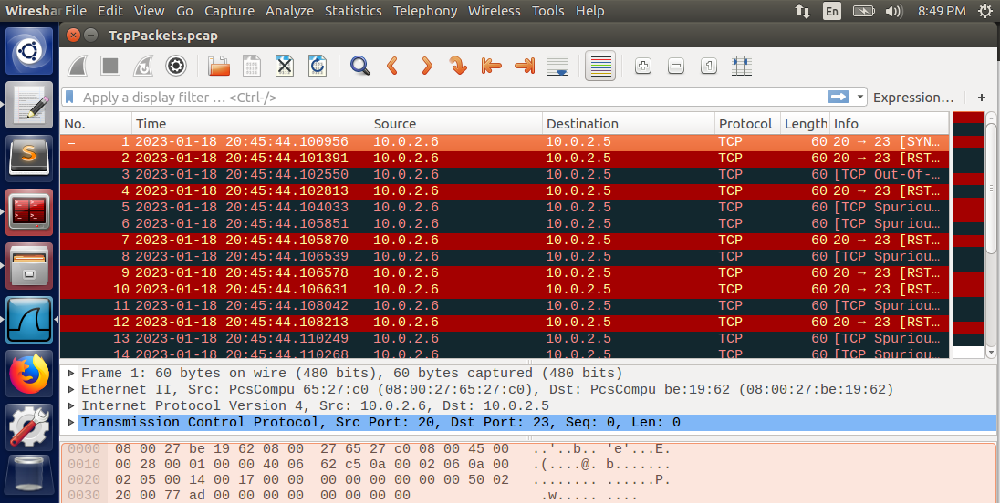 Wireshar File Edit View Go Capture Analyze Statistics Telephony Wireless Tools Help En 8:49 PM
TcpPackets.pcap
Apply a display filter … <Ctrl-/> Expression… +
No. Time Source Destination Protocol Length Info
1 2023-01-18 20:45:44.100956 10.0.2.6 10.0.2.5 TCP 60 20 → 23 [SYN…
2 2023-01-18 20:45:44.101391 10.0.2.6 10.0.2.5 TCP 60 20 → 23 [RST…
3 2023-01-18 20:45:44.102550 10.0.2.6 10.0.2.5 TCP 60 [TCP Out-Of-…
4 2023-01-18 20:45:44.102813 10.0.2.6 10.0.2.5 TCP 60 20 → 23 [RST…
5 2023-01-18 20:45:44.104033 10.0.2.6 10.0.2.5 TCP 60 [TCP Spuriou…
6 2023-01-18 20:45:44.105851 10.0.2.6 10.0.2.5 TCP 60 [TCP Spuriou…
7 2023-01-18 20:45:44.105870 10.0.2.6 10.0.2.5 TCP 60 20 → 23 [RST…
8 2023-01-18 20:45:44.106539 10.0.2.6 10.0.2.5 TCP 60 [TCP Spuriou…
9 2023-01-18 20:45:44.106578 10.0.2.6 10.0.2.5 TCP 60 20 → 23 [RST…
10 2023-01-18 20:45:44.106631 10.0.2.6 10.0.2.5 TCP 60 20 → 23 [RST…
11 2023-01-18 20:45:44.108042 10.0.2.6 10.0.2.5 TCP 60 [TCP Spuriou…
12 2023-01-18 20:45:44.108213 10.0.2.6 10.0.2.5 TCP 60 20 → 23 [RST…
13 2023-01-18 20:45:44.110249 10.0.2.6 10.0.2.5 TCP 60 [TCP Spuriou…
14 2023-01-18 20:45:44.110268 10.0.2.6 10.0.2.5 TCP 60 [TCP Spuriou…
Frame 1: 60 bytes on wire (480 bits), 60 bytes captured (480 bits)
Ethernet II, Src: PcsCompu_65:27:c0 (08:00:27:65:27:c0), Dst: PcsCompu_be:19:62 (08:00:27:be:19:62)
Internet Protocol Version 4, Src: 10.0.2.6, Dst: 10.0.2.5
Transmission Control Protocol, Src Port: 20, Dst Port: 23, Seq: 0, Len: 0
0000 08 00 27 be 19 62 08 00 27 65 27 c0 08 00 45 00 ..'..b.. 'e'...E.
0010 00 28 00 01 00 00 40 06 62 c5 0a 00 02 06 0a 00 .(....@. b.......
0020 02 05 00 14 00 17 00 00 00 00 00 00 00 00 50 02 ........ ......P.
0030 20 00 77 ad 00 00 00 00 00 00 00 00 .w..... ....